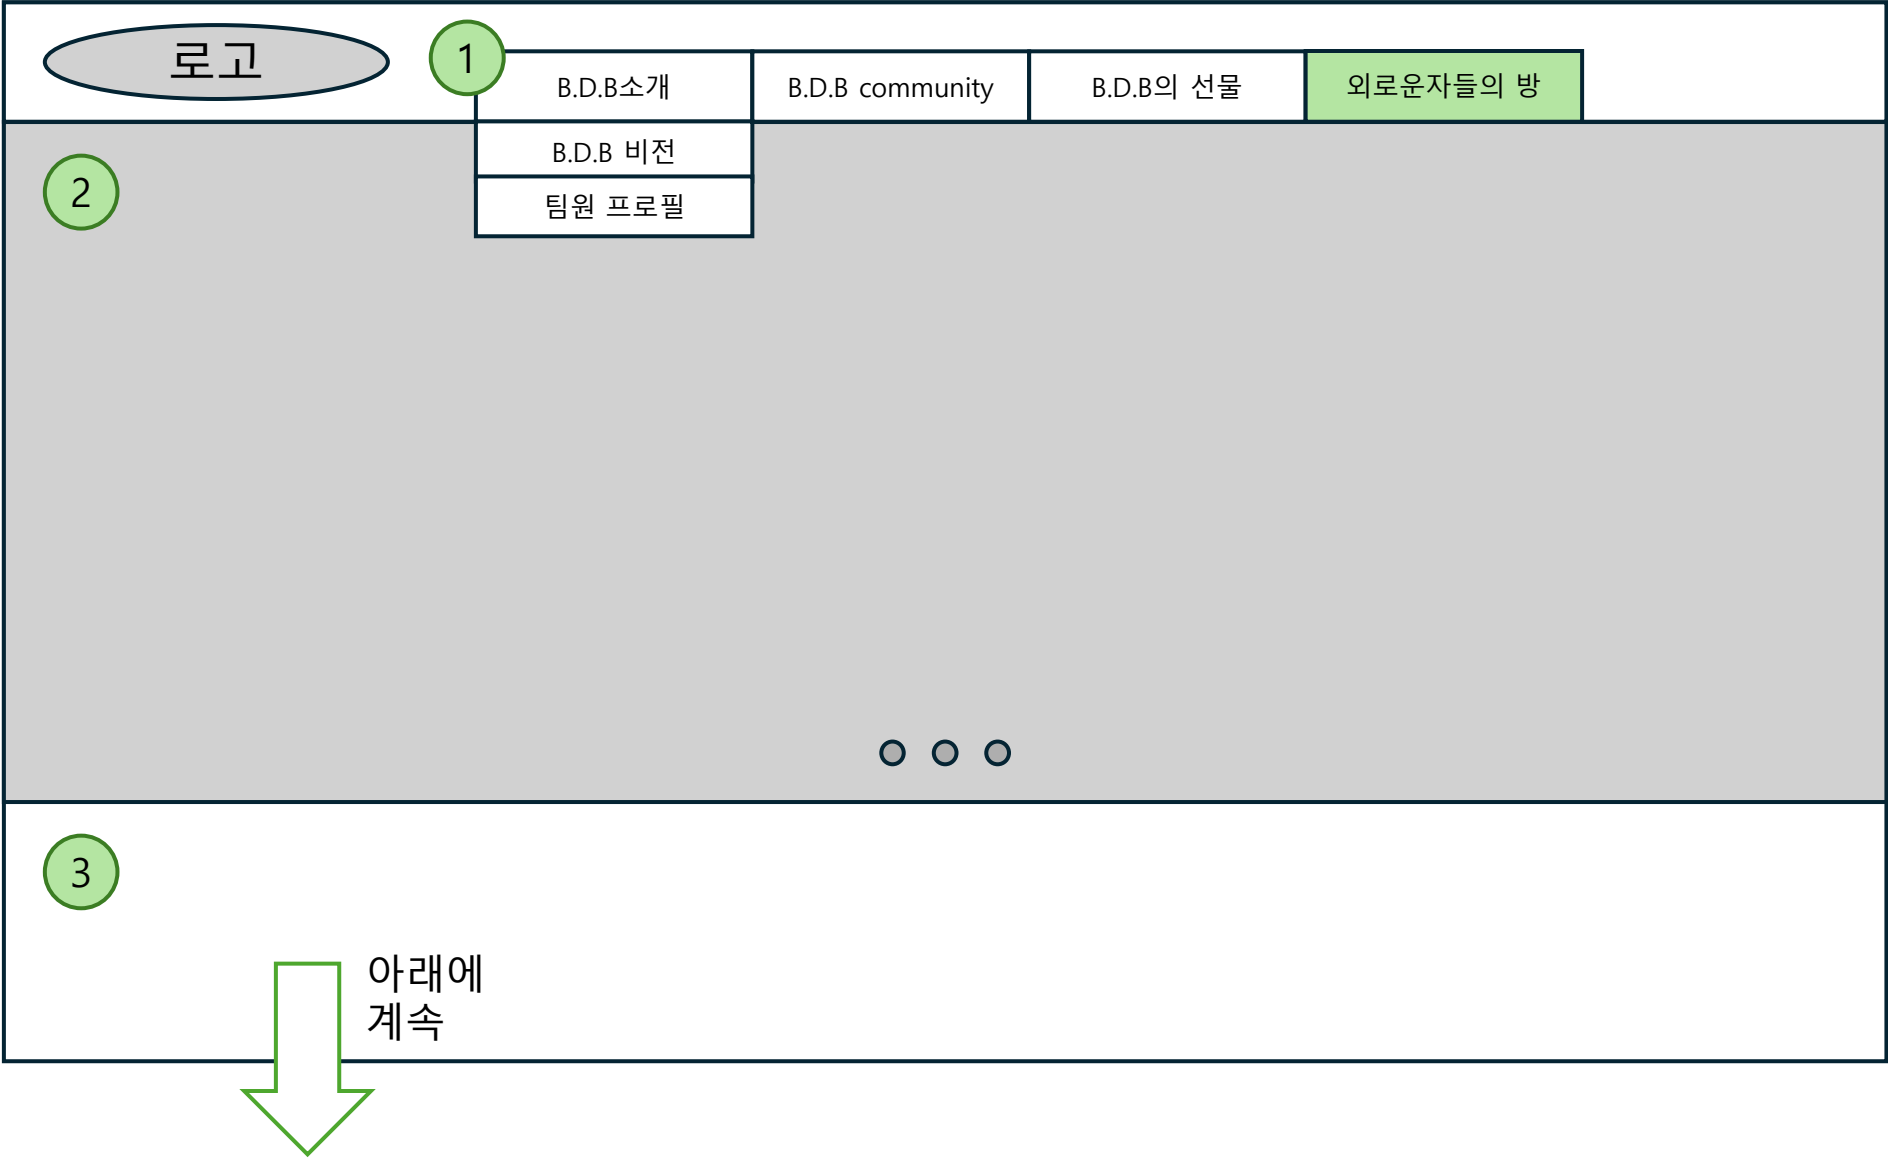 로고
1
B.D.B소개
B.D.B community
B.D.B의 선물
외로운자들의 방
B.D.B 비전
팀원 프로필
2
3
아래에
계속